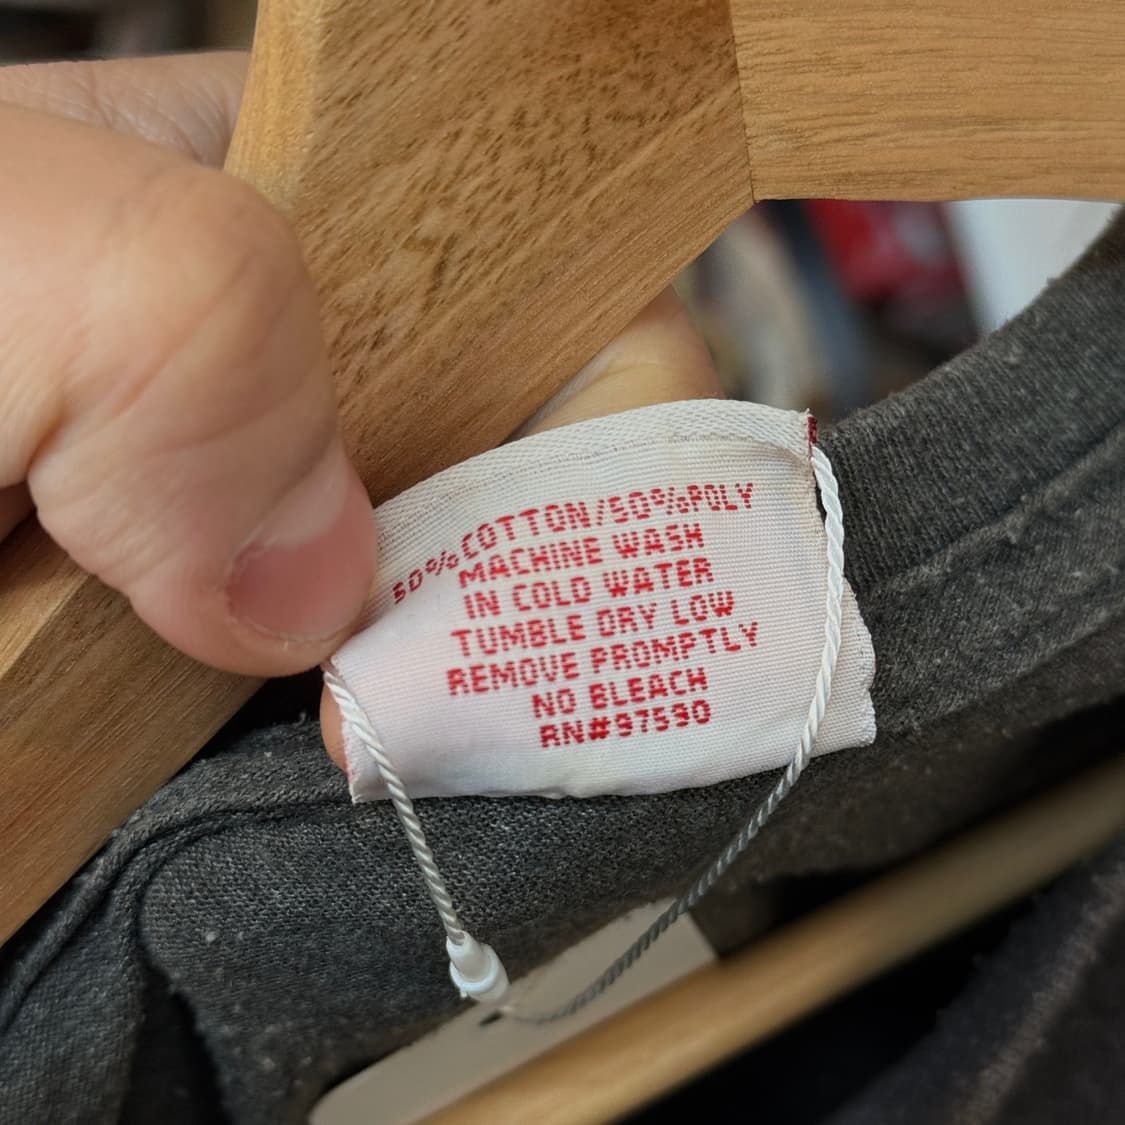 50%COTTON/50%POLY
MACHINE WASH
IN COLD WATER
TUMBLE DRY LOW
REMOVE PROMPTLY
NO BLEACH
RN#97590